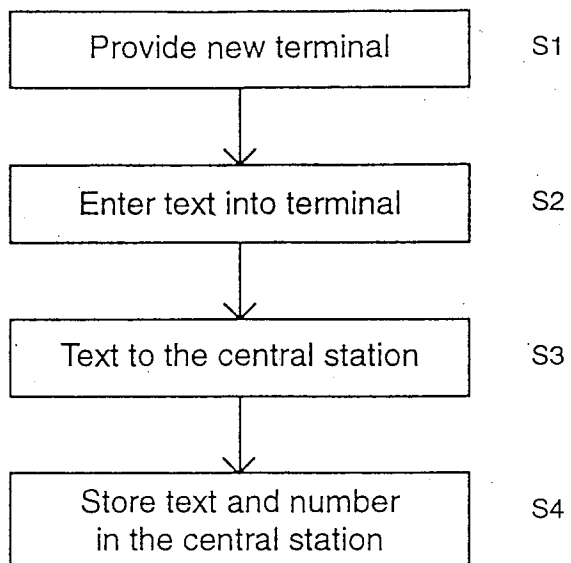 Provide new terminal S1
Enter text into terminal S2
Text to the central station S3
Store text and number
in the central station S4